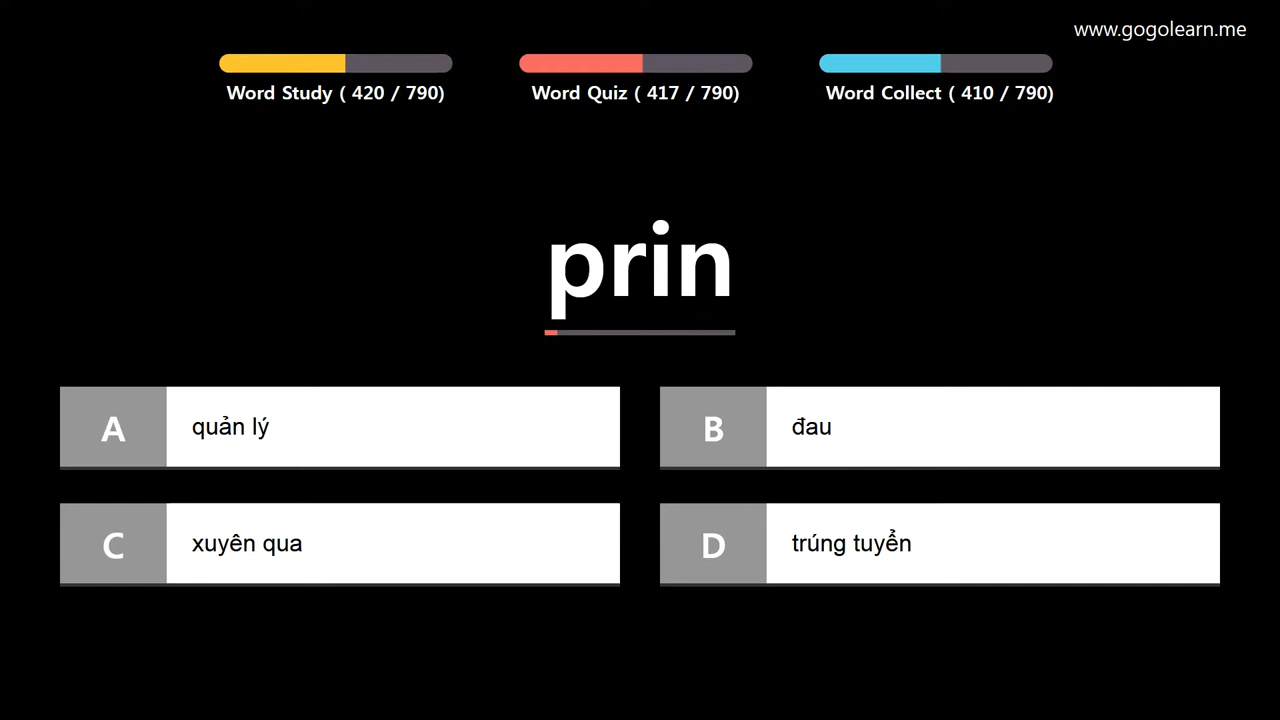 www.gogolearn.me
Word Study ( 420 / 790)
Word Quiz ( 417 / 790)
Word Collect ( 410 / 790)
prin
A quản lý
B đau
C xuyên qua
D trúng tuyển